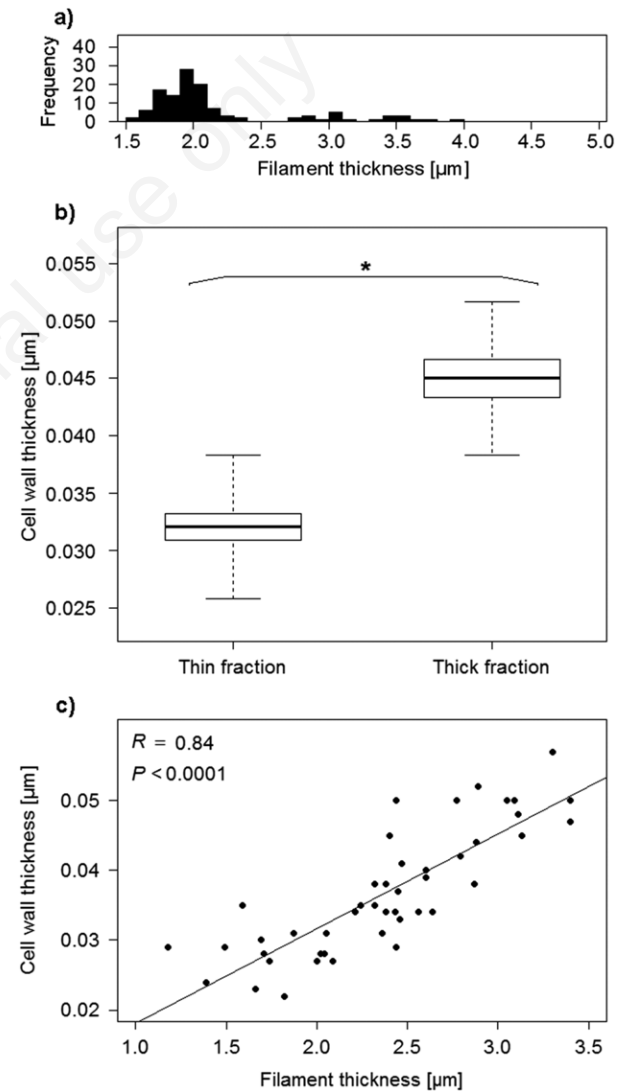 a)
Frequency
40
30
20
10
0
1.5 2.0 2.5 3.0 3.5 4.0 4.5 5.0
Filament thickness [µm]
b)
Cell wall thickness [µm]
0.055
0.050
0.045
0.040
0.035
0.030
0.025
*
Thin fraction Thick fraction
c)
R = 0.84
P < 0.0001
Cell wall thickness [µm]
0.05
0.04
0.03
0.02
1.0 1.5 2.0 2.5 3.0 3.5
Filament thickness [µm]
use only